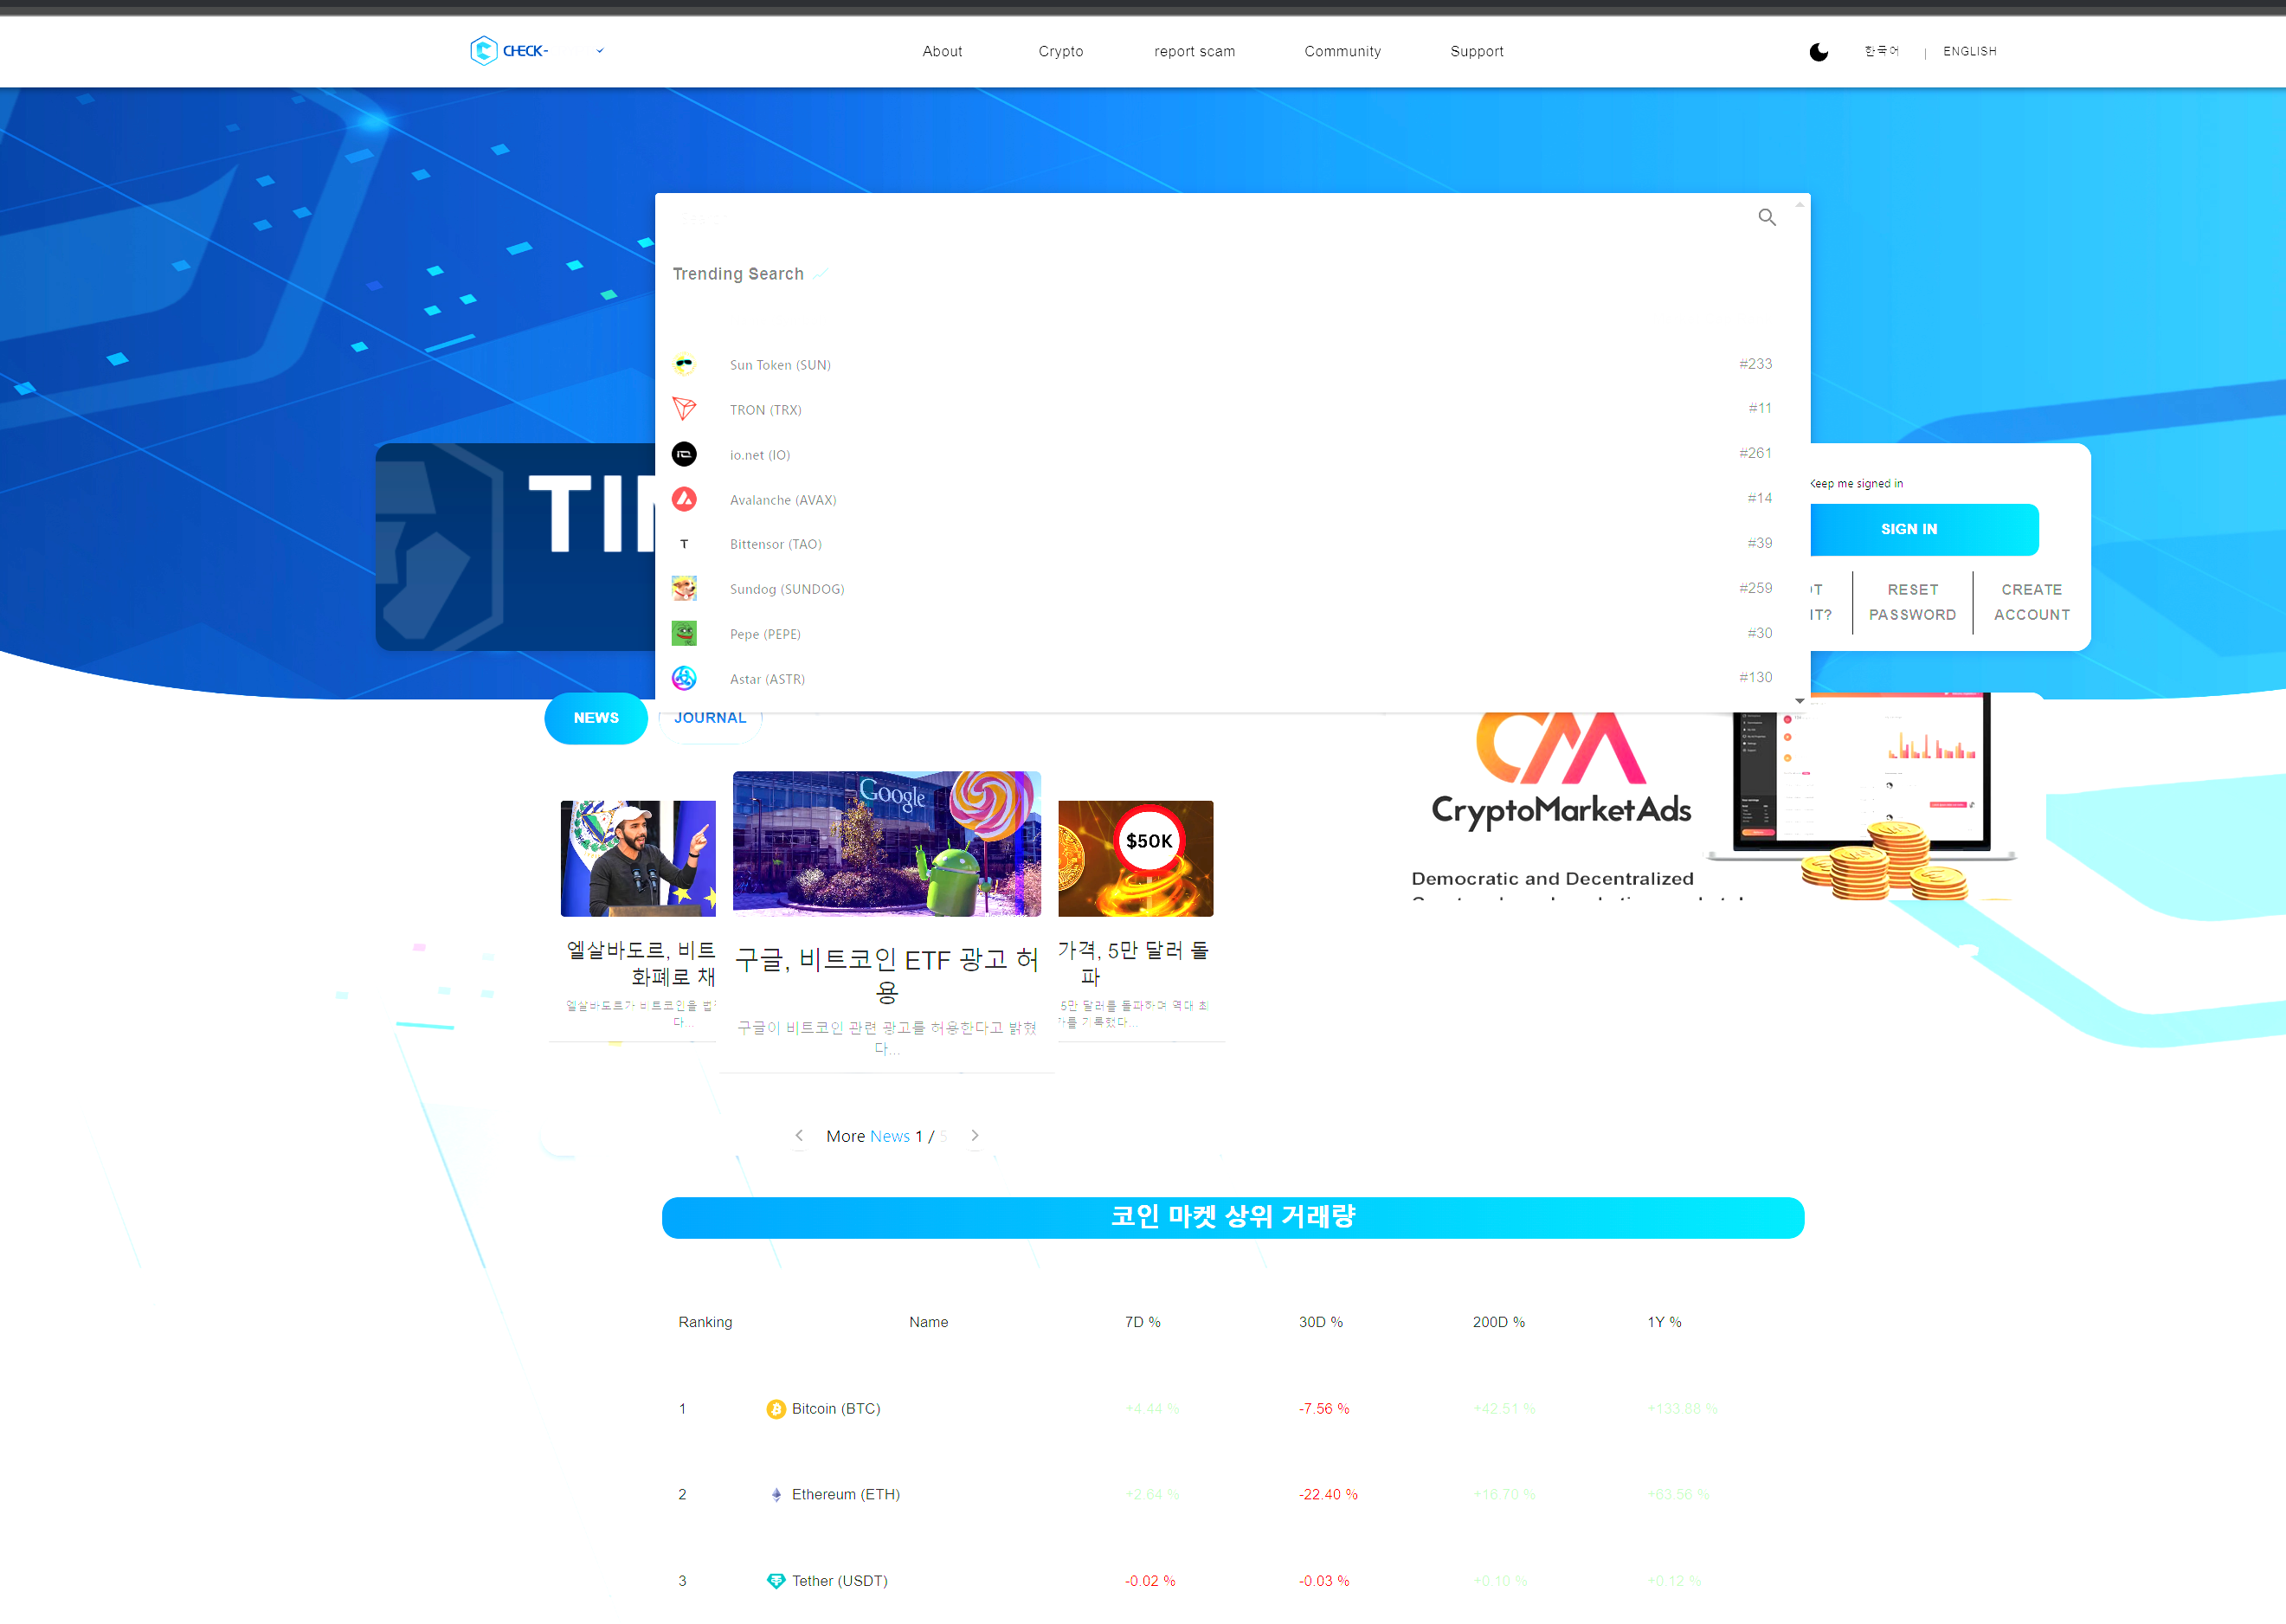 CHECK-
About
Crypto
report scam
Community
Support
한국어
ENGLISH
Trending Search
Sun Token (SUN)
#233
TRON (TRX)
#11
io.net (IO)
#261
Avalanche (AVAX)
#14
T
Bittensor (TAO)
#39
Sundog (SUNDOG)
#259
Pepe (PEPE)
#30
Astar (ASTR)
#130
Keep me signed in
SIGN IN
IT?
RESET
PASSWORD
CREATE
ACCOUNT
NEWS
JOURNAL
Google
$50K
엘살바도르, 비트
화폐로 채
엘살바도르가 비트코인을 법
다...
구글, 비트코인 ETF 광고 허
용
구글이 비트코인 관련 광고를 허용한다고 밝혔
다...
가격, 5만 달러 돌
파
5만 달러를 돌파하며 역대 최
가를 기록했다...
CryptoMarketAds
Democratic and Decentralized
More News 1 / 5
코인 마켓 상위 거래량
Ranking
Name
7D %
30D %
200D %
1Y %
1
Bitcoin (BTC)
+4.44 %
-7.56 %
+42.51 %
+133.88 %
2
Ethereum (ETH)
+2.64 %
-22.40 %
+16.70 %
+63.56 %
3
Tether (USDT)
-0.02 %
-0.03 %
+0.10 %
+0.12 %